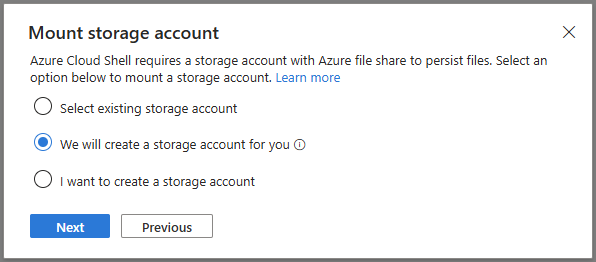 Mount storage account
Azure Cloud Shell requires a storage account with Azure file share to persist files. Select an
option below to mount a storage account. Learn more
Select existing storage account
We will create a storage account for you
I want to create a storage account
Next
Previous